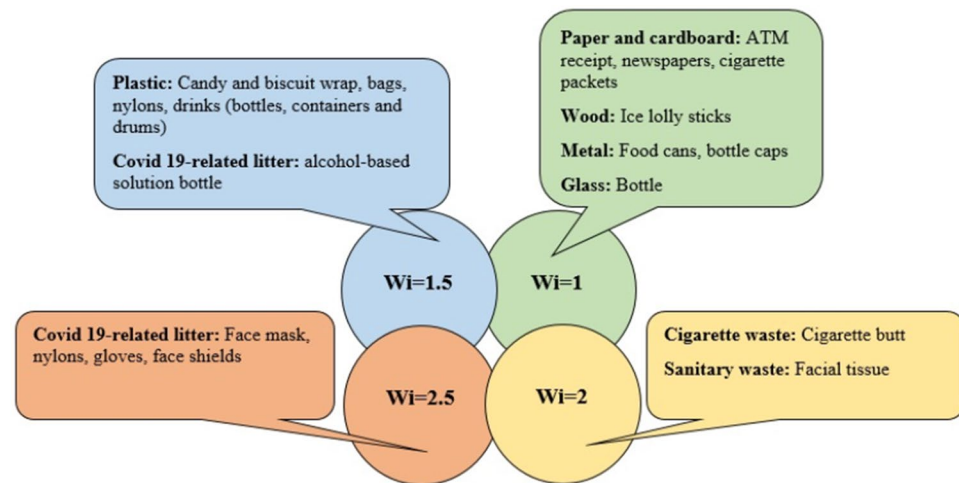 Plastic: Candy and biscuit wrap, bags,
nylons, drinks (bottles, containers and
drums)
Covid 19-related litter: alcohol-based
solution bottle
Paper and cardboard: ATM
receipt, newspapers, cigarette
packets
Wood: Ice lolly sticks
Metal: Food cans, bottle caps
Glass: Bottle
Wi=1.5
Wi=1
Covid 19-related litter: Face mask,
nylons, gloves, face shields
Cigarette waste: Cigarette butt
Sanitary waste: Facial tissue
Wi=2.5
Wi=2